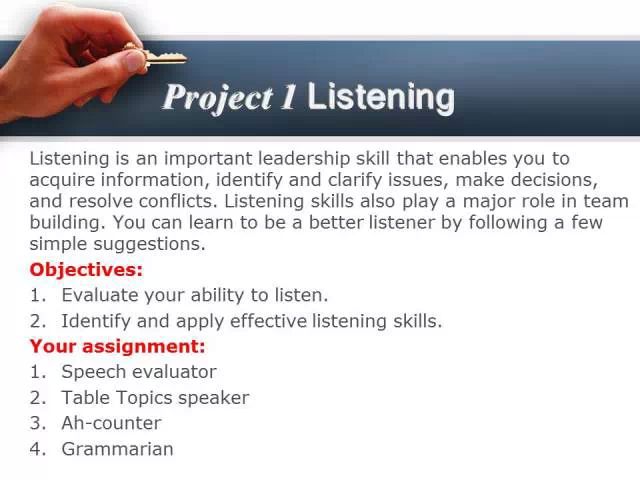 Project 1 Listening
Listening is an important leadership skill that enables you to
acquire information, identify and clarify issues, make decisions,
and resolve conflicts. Listening skills also play a major role in team
building. You can learn to be a better listener by following a few
simple suggestions.
Objectives:
1. Evaluate your ability to listen.
2. Identify and apply effective listening skills.
Your assignment:
1. Speech evaluator
2. Table Topics speaker
3. Ah-counter
4. Grammarian